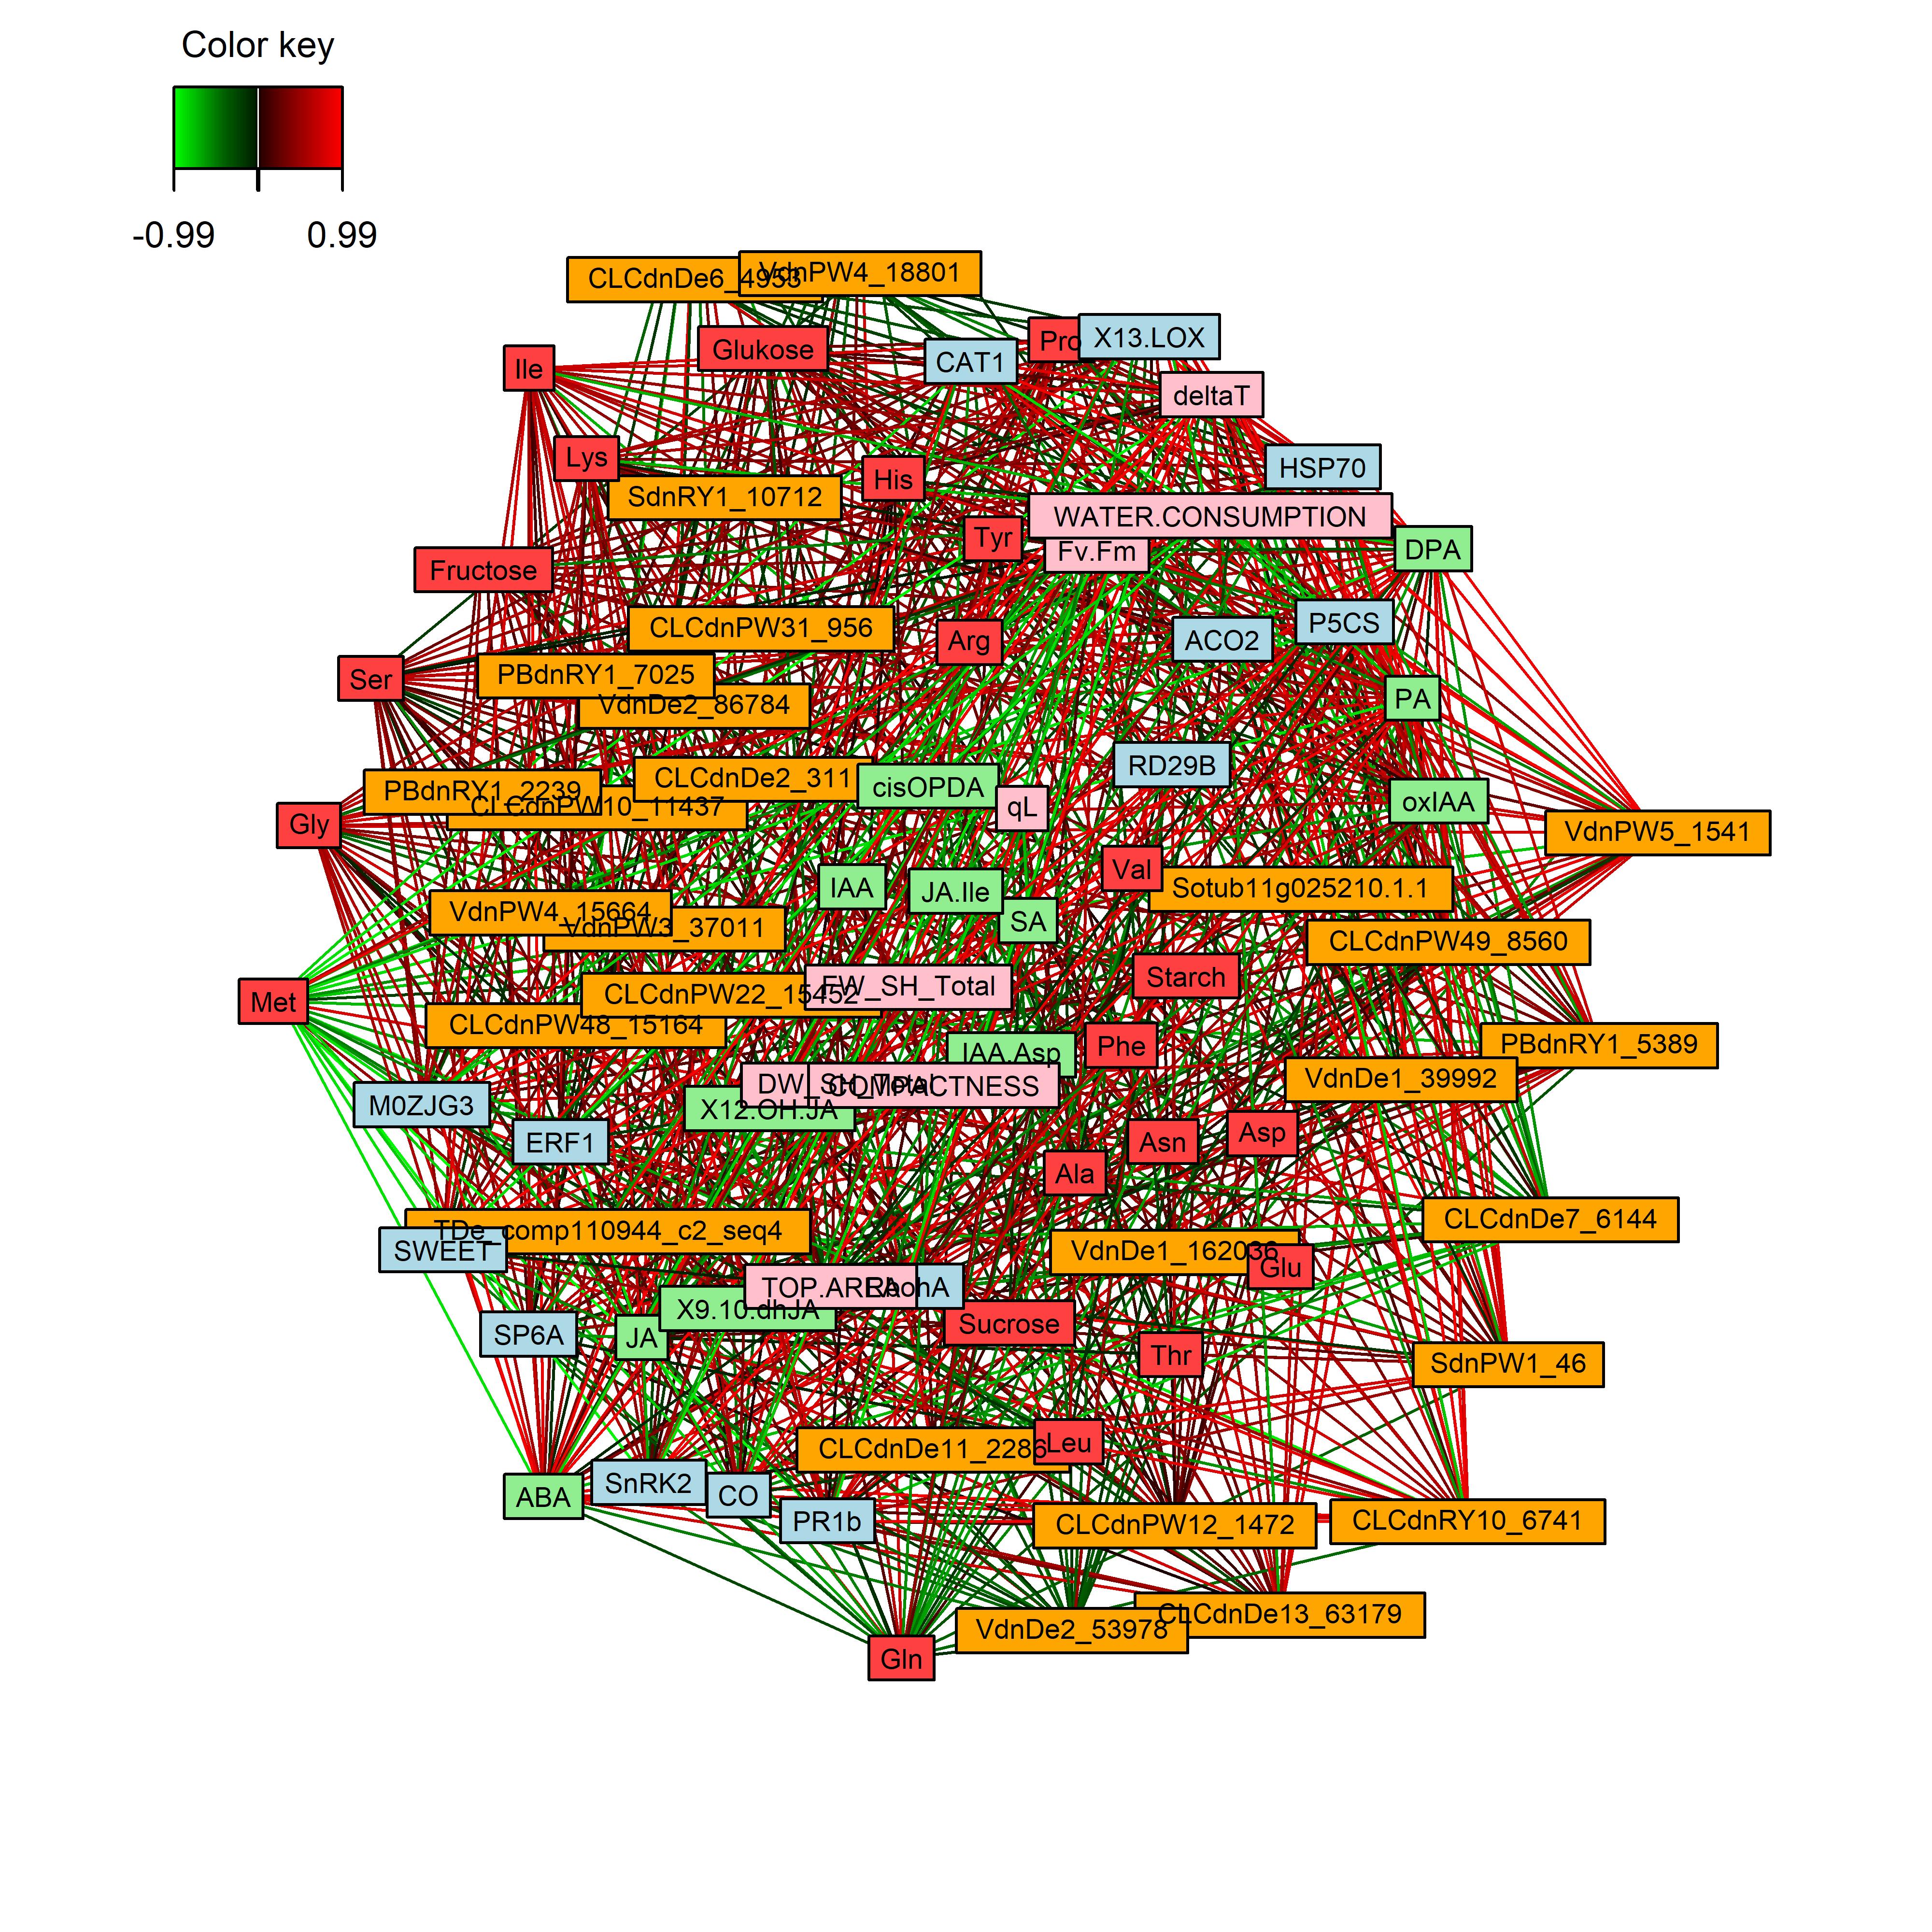 Color key
-0.99 0.99
CLCdnDe6_4953
VdnPW4_18801
Pro
X13.LOX
Glukose
CAT1
Ile
deltaT
Lys
HSP70
His
SdnRY1_10712
WATER.CONSUMPTION
Tyr
Fv.Fm
DPA
Fructose
CLCdnPW31_956
P5CS
Arg
ACO2
PBdnRY1_7025
Ser
VdnDe2_86784
PA
RD29B
CLCdnDe2_311
cisOPDA
PBdnRY1_2239
CLCdnPW10_11437
qL
oxIAA
Gly
VdnPW5_1541
Val
IAA
JA.Ile
Sotub11g025210.1.1
VdnPW4_15664
SA
VdnPW3_37011
CLCdnPW49_8560
Starch
FW_SH_Total
CLCdnPW22_15452
Met
CLCdnPW48_15164
Phe
IAA.Asp
PBdnRY1_5389
VdnDe1_39992
DW_SH_Total
COMPACTNESS
M0ZJG3
X12.OH.JA
Asp
ERF1
Asn
Ala
CLCdnDe7_6144
TDe_comp110944_c2_seq4
SWEET
VdnDe1_162036
Glu
TOP.AREA
RbohA
X9.10.dhJA
Sucrose
SP6A
JA
Thr
SdnPW1_46
Leu
CLCdnDe11_2286
SnRK2
ABA
CO
PR1b
CLCdnPW12_1472
CLCdnRY10_6741
CLCdnDe13_63179
VdnDe2_53978
Gln